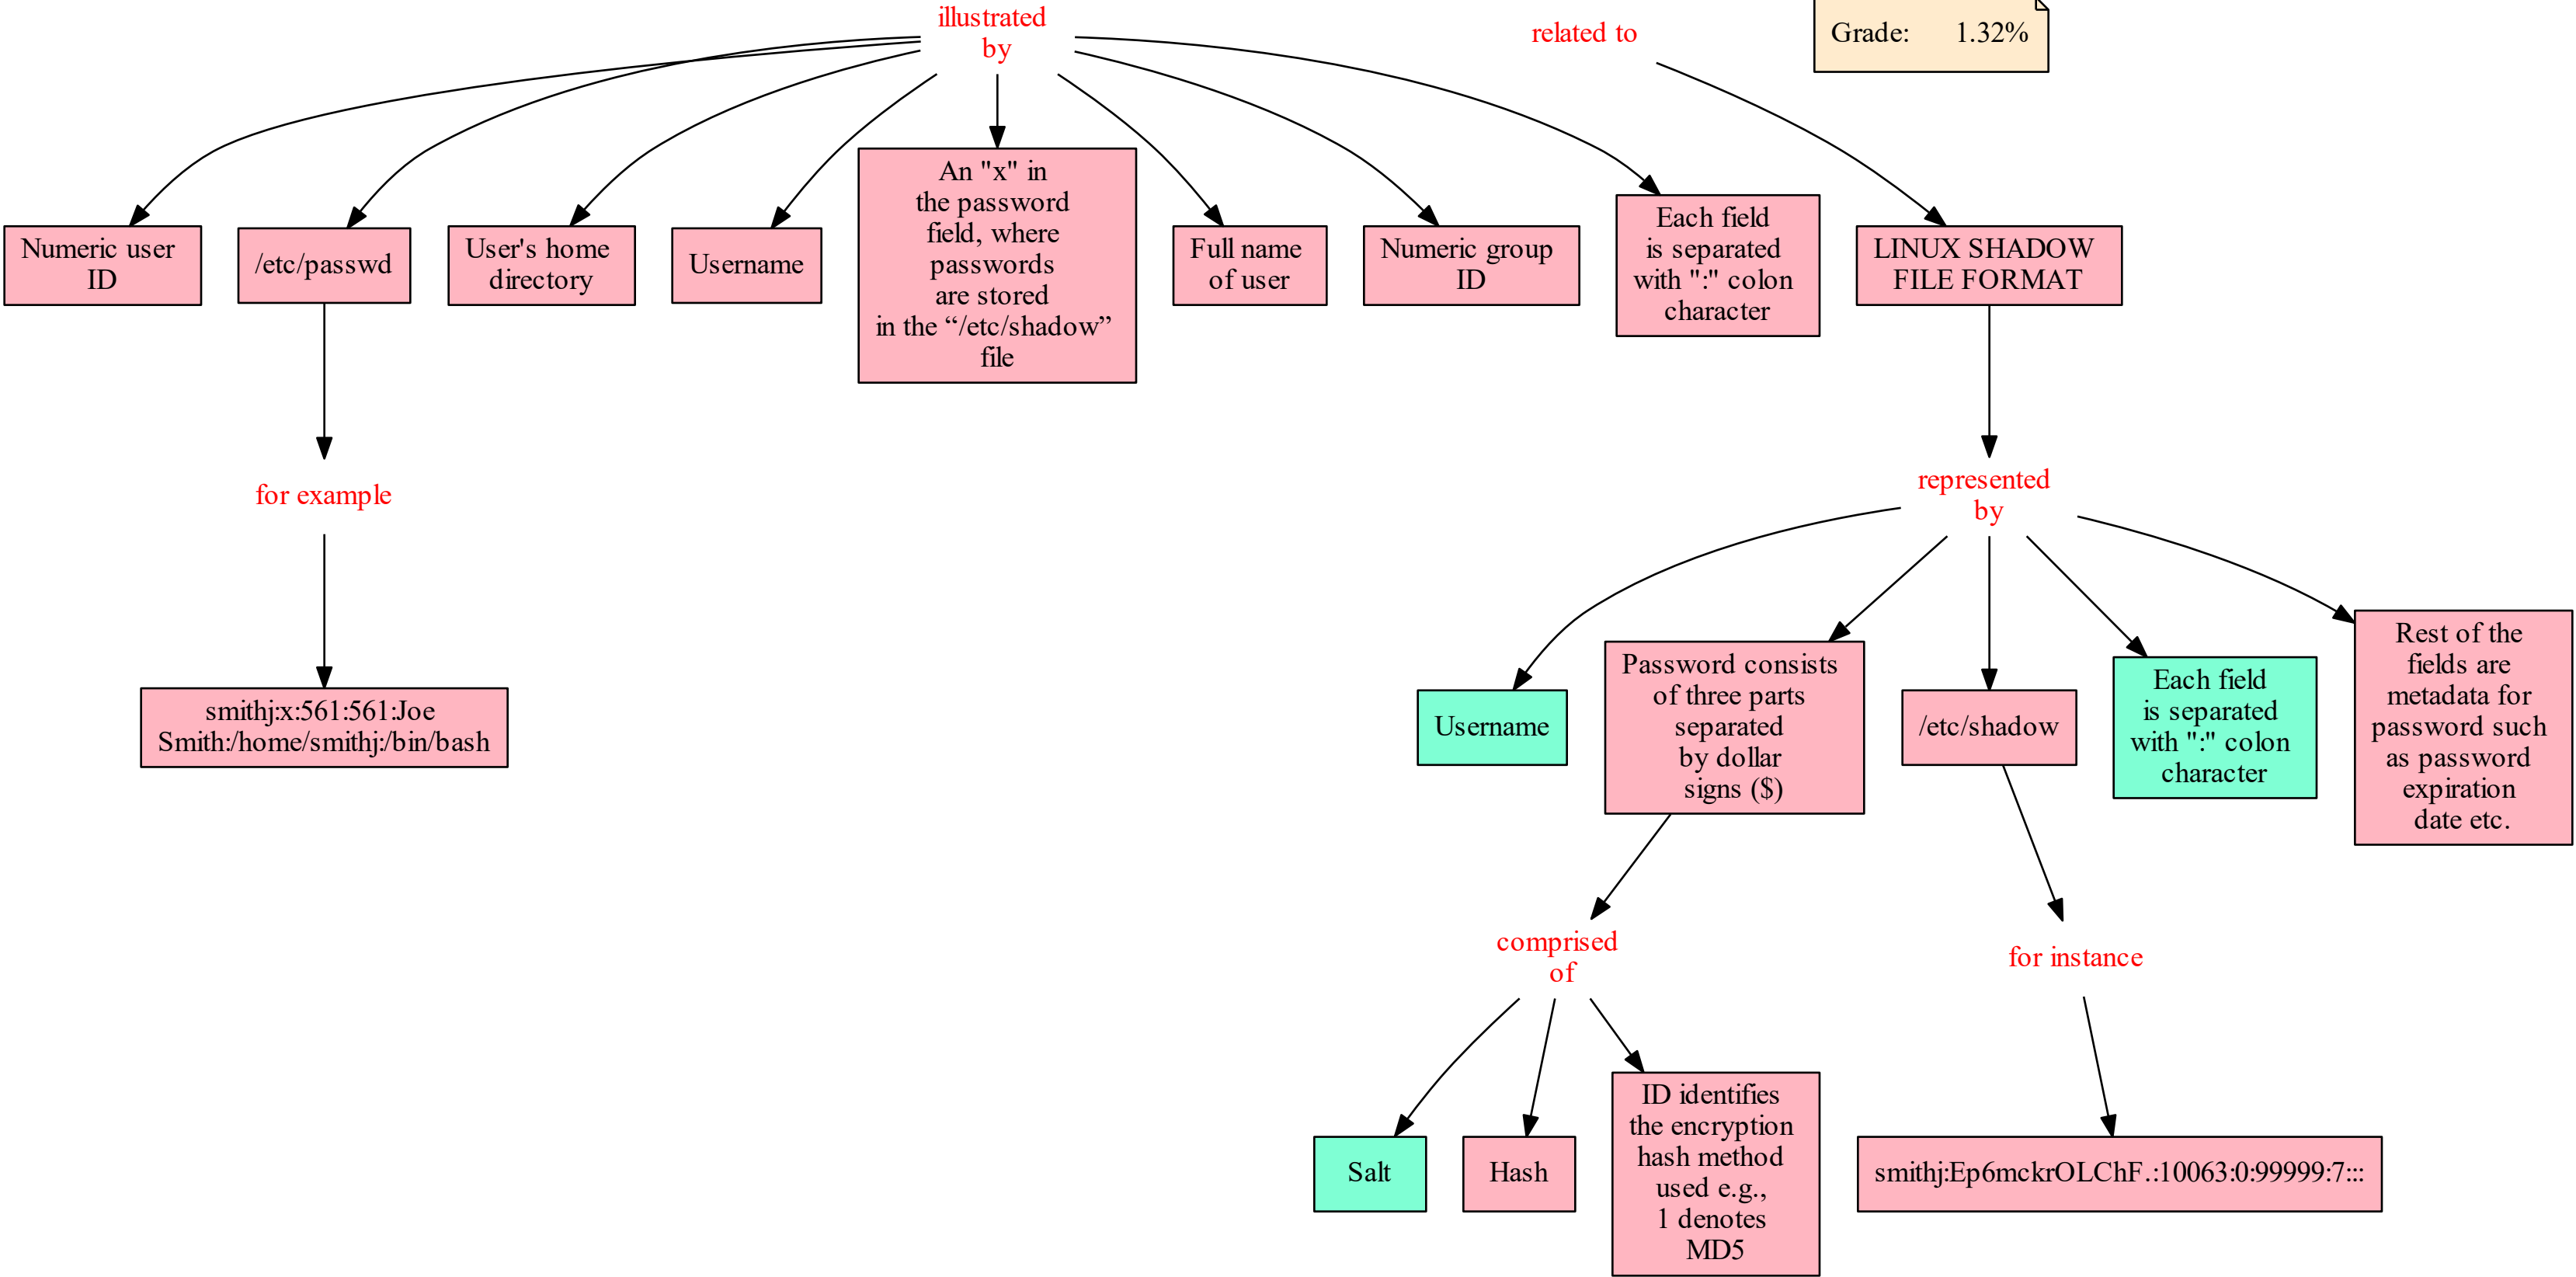 illustrated
by
related to
Grade: 1.32%
Numeric user
ID
/etc/passwd
User's home
directory
Username
An "x" in
the password
field, where
passwords
are stored
in the “/etc/shadow”
file
Full name
of user
Numeric group
ID
Each field
is separated
with ":" colon
character
LINUX SHADOW
FILE FORMAT
for example
represented
by
smithj:x:561:561:Joe
Smith:/home/smithj:/bin/bash
Username
Password consists
of three parts
separated
by dollar
signs ($)
/etc/shadow
Each field
is separated
with ":" colon
character
Rest of the
fields are
metadata for
password such
as password
expiration
date etc.
comprised
of
for instance
Salt
Hash
ID identifies
the encryption
hash method
used e.g.,
1 denotes
MD5
smithj:Ep6mckrOLChF.:10063:0:99999:7:::